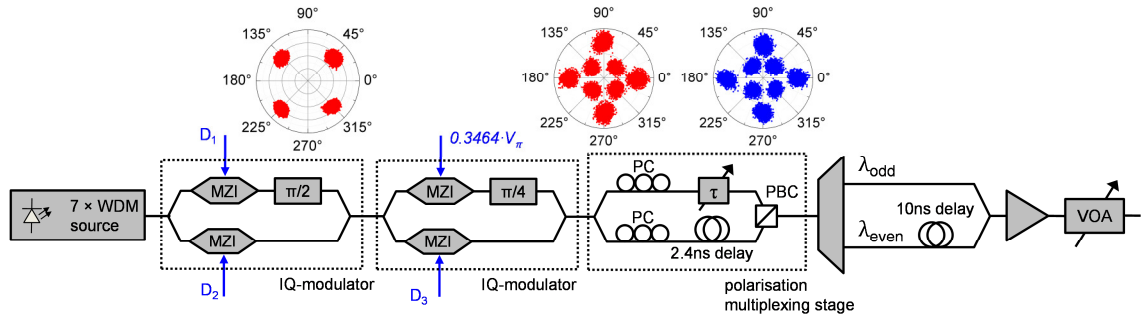 90°
135° 45°
180° 0°
225° 315°
270°
90°
135° 45°
180° 0°
225° 315°
270°
90°
135° 45°
180° 0°
225° 315°
270°
D₁
0.3464·Vπ
7 × WDM
source
MZI
π/2
MZI
D₂
IQ-modulator
MZI
π/4
MZI
D₃
IQ-modulator
PC
τ
PBC
PC
2.4ns delay
polarisation
multiplexing stage
λodd
10ns delay
λeven
VOA